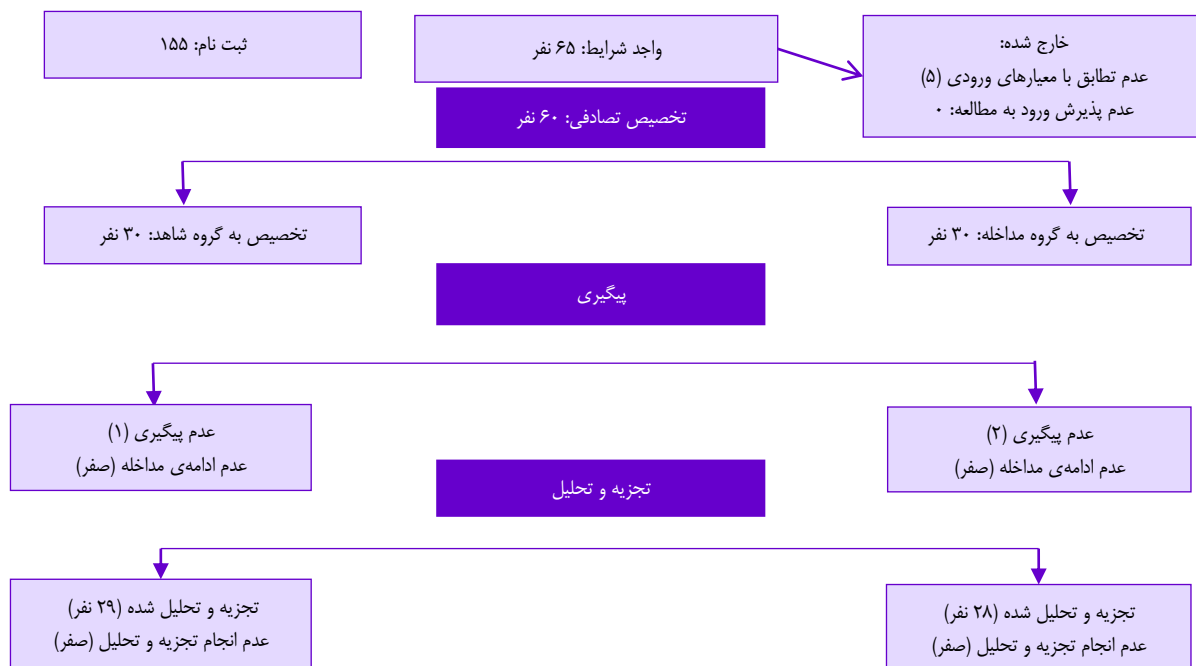 ثبت نام: ۱۵۵
واجد شرایط: ۶۵ نفر
خارج شده:
عدم تطابق با معیارهای ورودی (۵)
عدم پذیرش ورود به مطالعه: ۰
تخصیص تصادفی: ۶۰ نفر
تخصیص به گروه مداخله: ۳۰ نفر
تخصیص به گروه شاهد: ۳۰ نفر
پیگیری
عدم پیگیری (۲)
عدم ادامه‌ی مداخله (صفر)
عدم پیگیری (۱)
عدم ادامه‌ی مداخله (صفر)
تجزیه و تحلیل
تجزیه و تحلیل شده (۲۸ نفر)
عدم انجام تجزیه و تحلیل (صفر)
تجزیه و تحلیل شده (۲۹ نفر)
عدم انجام تجزیه و تحلیل (صفر)